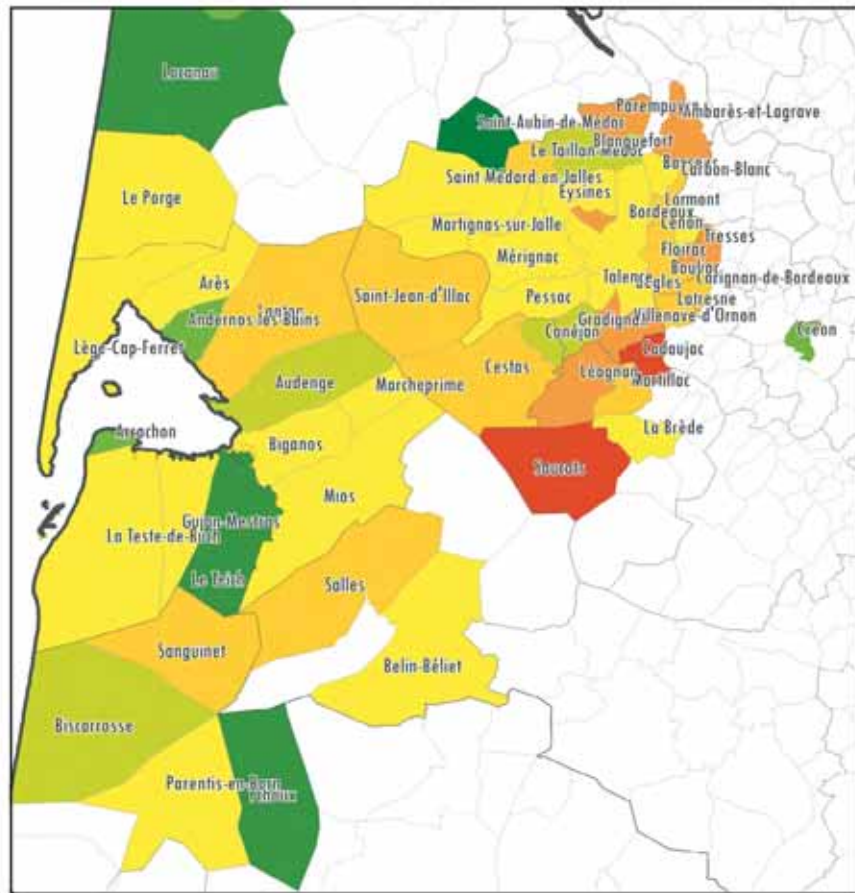 Lacanau
Parempuyre
Ambarès-et-Lagrave
Saint-Aubin-de-Médoc
Blanquefort
Le Taillan-Médoc
Bassens
Carbon-Blanc
Saint Médard en Jalles
Eysines
Le Porge
Lormont
Bordeaux
Martignas-sur-Jalle
Cenon
Tresses
Mérignac
Floirac
Bouliac
Arès
Talence
Bègles
Carignan-de-Bordeaux
Saint-Jean-d'Illac
Pessac
Latresne
Lanton
Andernos les Bains
Villenave-d'Ornon
Gradignan
Canéjan
Créon
Lège-Cap-Ferret
Cadaujac
Cestas
Léognan
Martillac
Audenge
Marcheprime
Arcachon
La Brède
Biganos
Saucats
Mios
Gujan-Mestras
La Teste-de-Buch
Le Teich
Salles
Sanguinet
Belin-Béliet
Biscarrosse
Parentis-en-Born